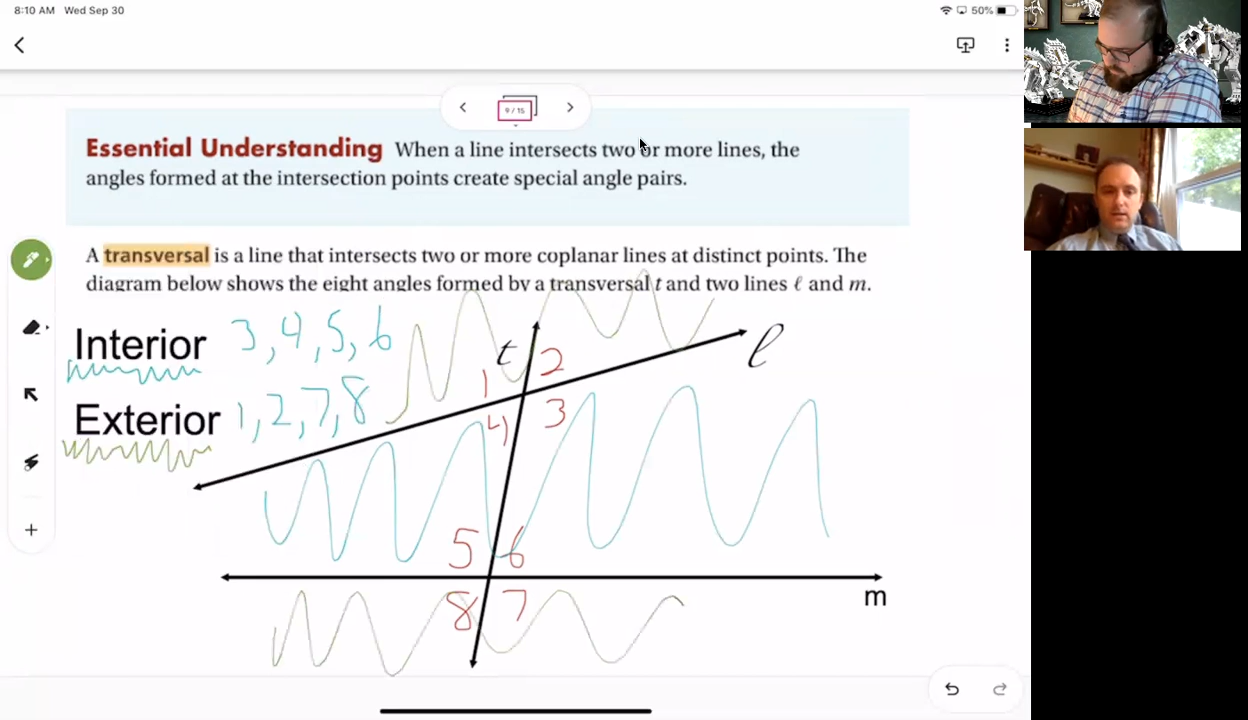 8:10 AM Wed Sep 30
50%
9 / 15
Essential Understanding When a line intersects two or more lines, the
angles formed at the intersection points create special angle pairs.
A transversal is a line that intersects two or more coplanar lines at distinct points. The
diagram below shows the eight angles formed by a transversal t and two lines ℓ and m.
Interior 3, 4, 5, 6
Exterior 1, 2, 7, 8
t
ℓ
1 2
4 3
5 6
8 7
m